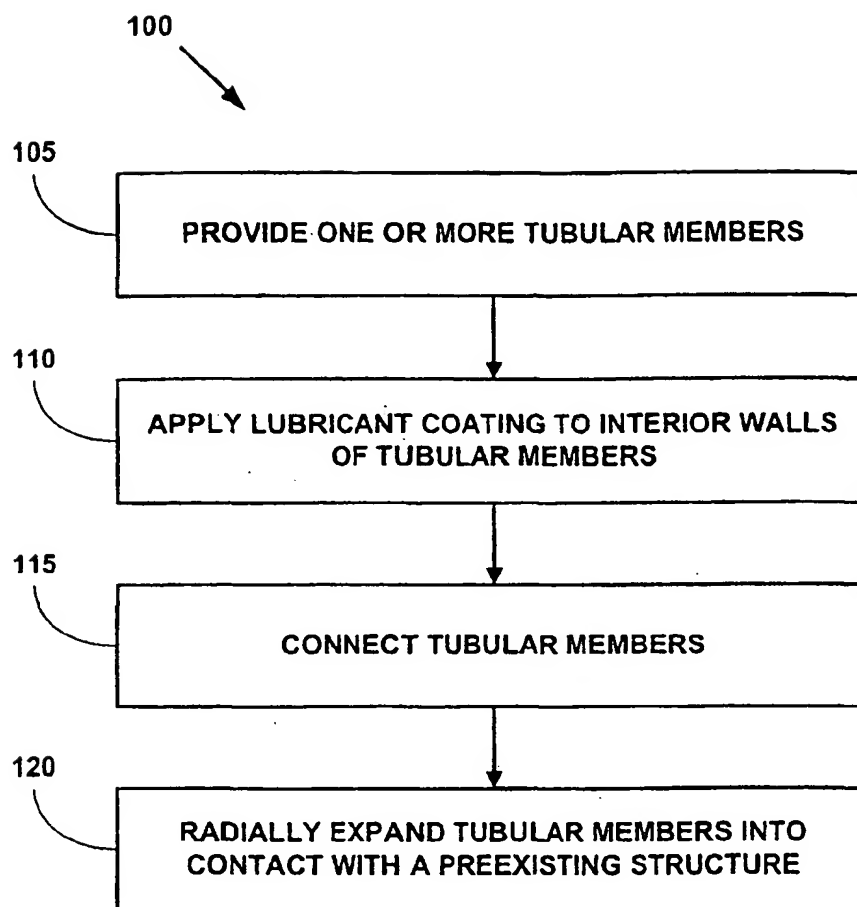 100
105
PROVIDE ONE OR MORE TUBULAR MEMBERS
110
APPLY LUBRICANT COATING TO INTERIOR WALLS
OF TUBULAR MEMBERS
115
CONNECT TUBULAR MEMBERS
120
RADIALLY EXPAND TUBULAR MEMBERS INTO
CONTACT WITH A PREEXISTING STRUCTURE